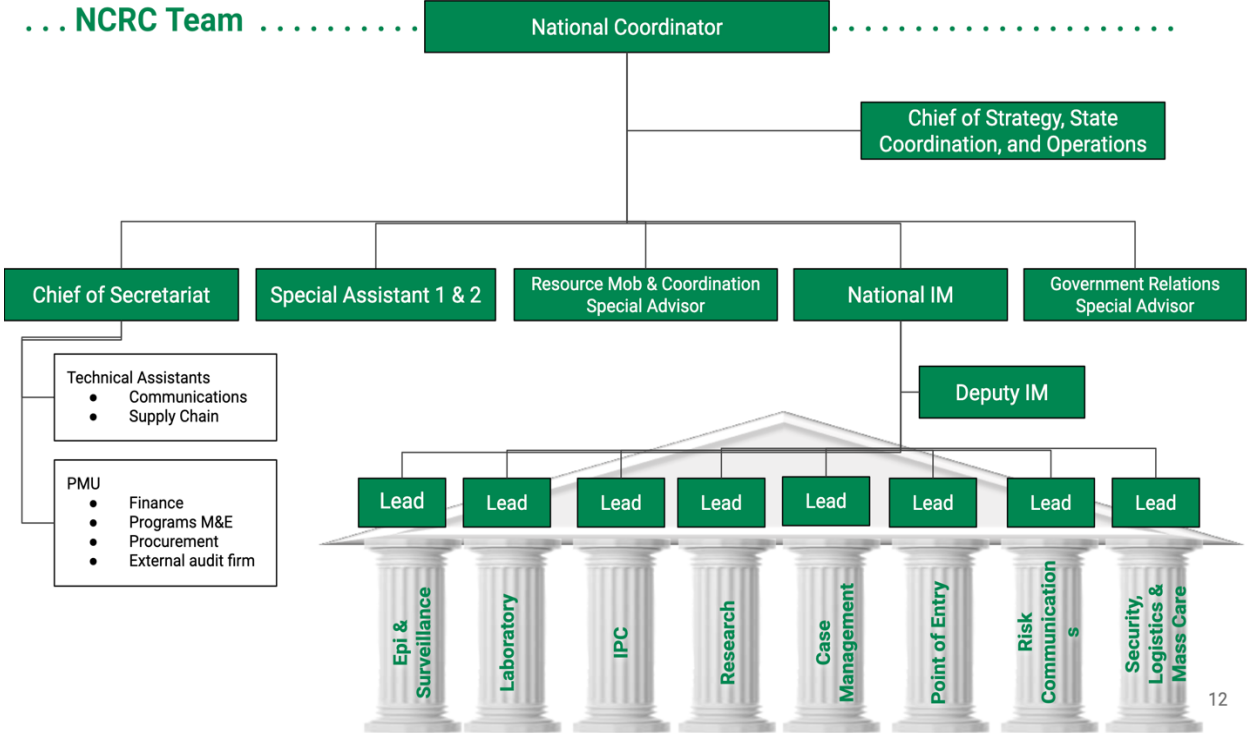 ... NCRC Team ...
National Coordinator
Chief of Strategy, State
Coordination, and Operations
Chief of Secretariat
Special Assistant 1 & 2
Resource Mob & Coordination
Special Advisor
National IM
Government Relations
Special Advisor
Technical Assistants
● Communications
● Supply Chain
Deputy IM
PMU
● Finance
● Programs M&E
● Procurement
● External audit firm
Lead
Lead
Lead
Lead
Lead
Lead
Lead
Lead
Epi &
Surveillance
Laboratory
IPC
Research
Case
Management
Point of Entry
Risk
Communication
s
Security,
Logistics &
Mass Care
12